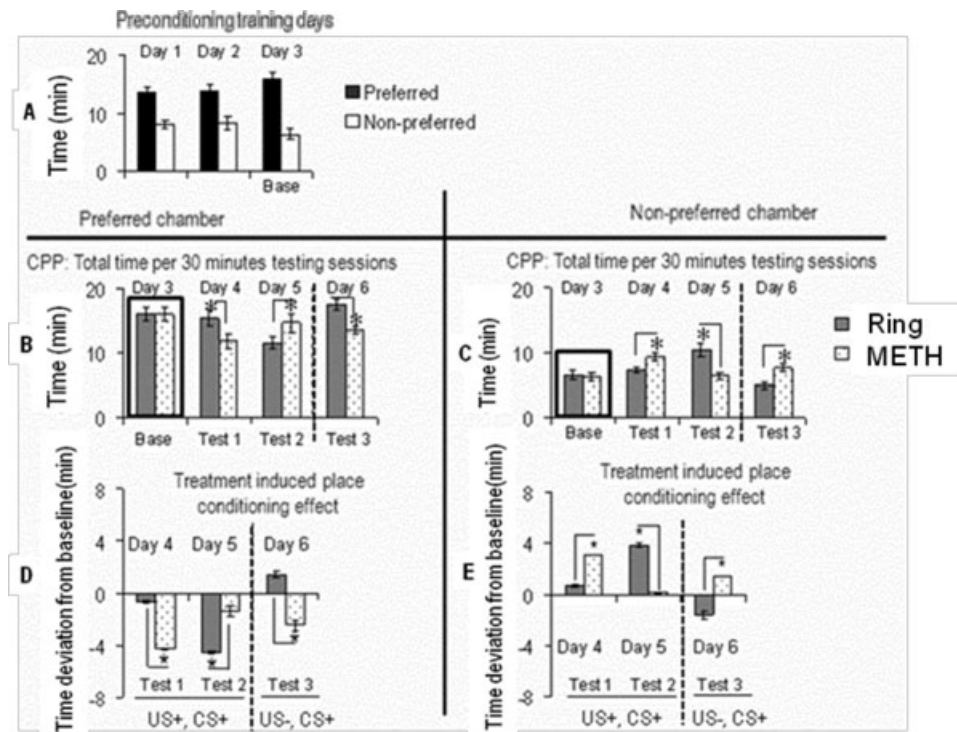 Preconditioning training days
Day 1 Day 2 Day 3
A
Time (min)
20
10
0
Preferred
Non-preferred
Base
Preferred chamber
Non-preferred chamber
CPP: Total time per 30 minutes testing sessions
Day 3 Day 4 Day 5 Day 6
B
Time (min)
20
10
0
* * * *
Base Test 1 Test 2 Test 3
CPP: Total time per 30 minutes testing sessions
Day 3 Day 4 Day 5 Day 6
C
Time (min)
20
10
0
* * *
Base Test 1 Test 2 Test 3
Ring
METH
Treatment induced place
conditioning effect
D
Time deviation from baseline(min)
8
4
0
-4
-8
Day 4 Day 5 Day 6
* * *
Test 1 Test 2 Test 3
US+, CS+ US-, CS+
Treatment induced place
conditioning effect
E
Time deviation from baseline(min)
8
4
0
-4
-8
* * *
Day 4 Day 5 Day 6
Test 1 Test 2 Test 3
US+, CS+ !US-, CS+